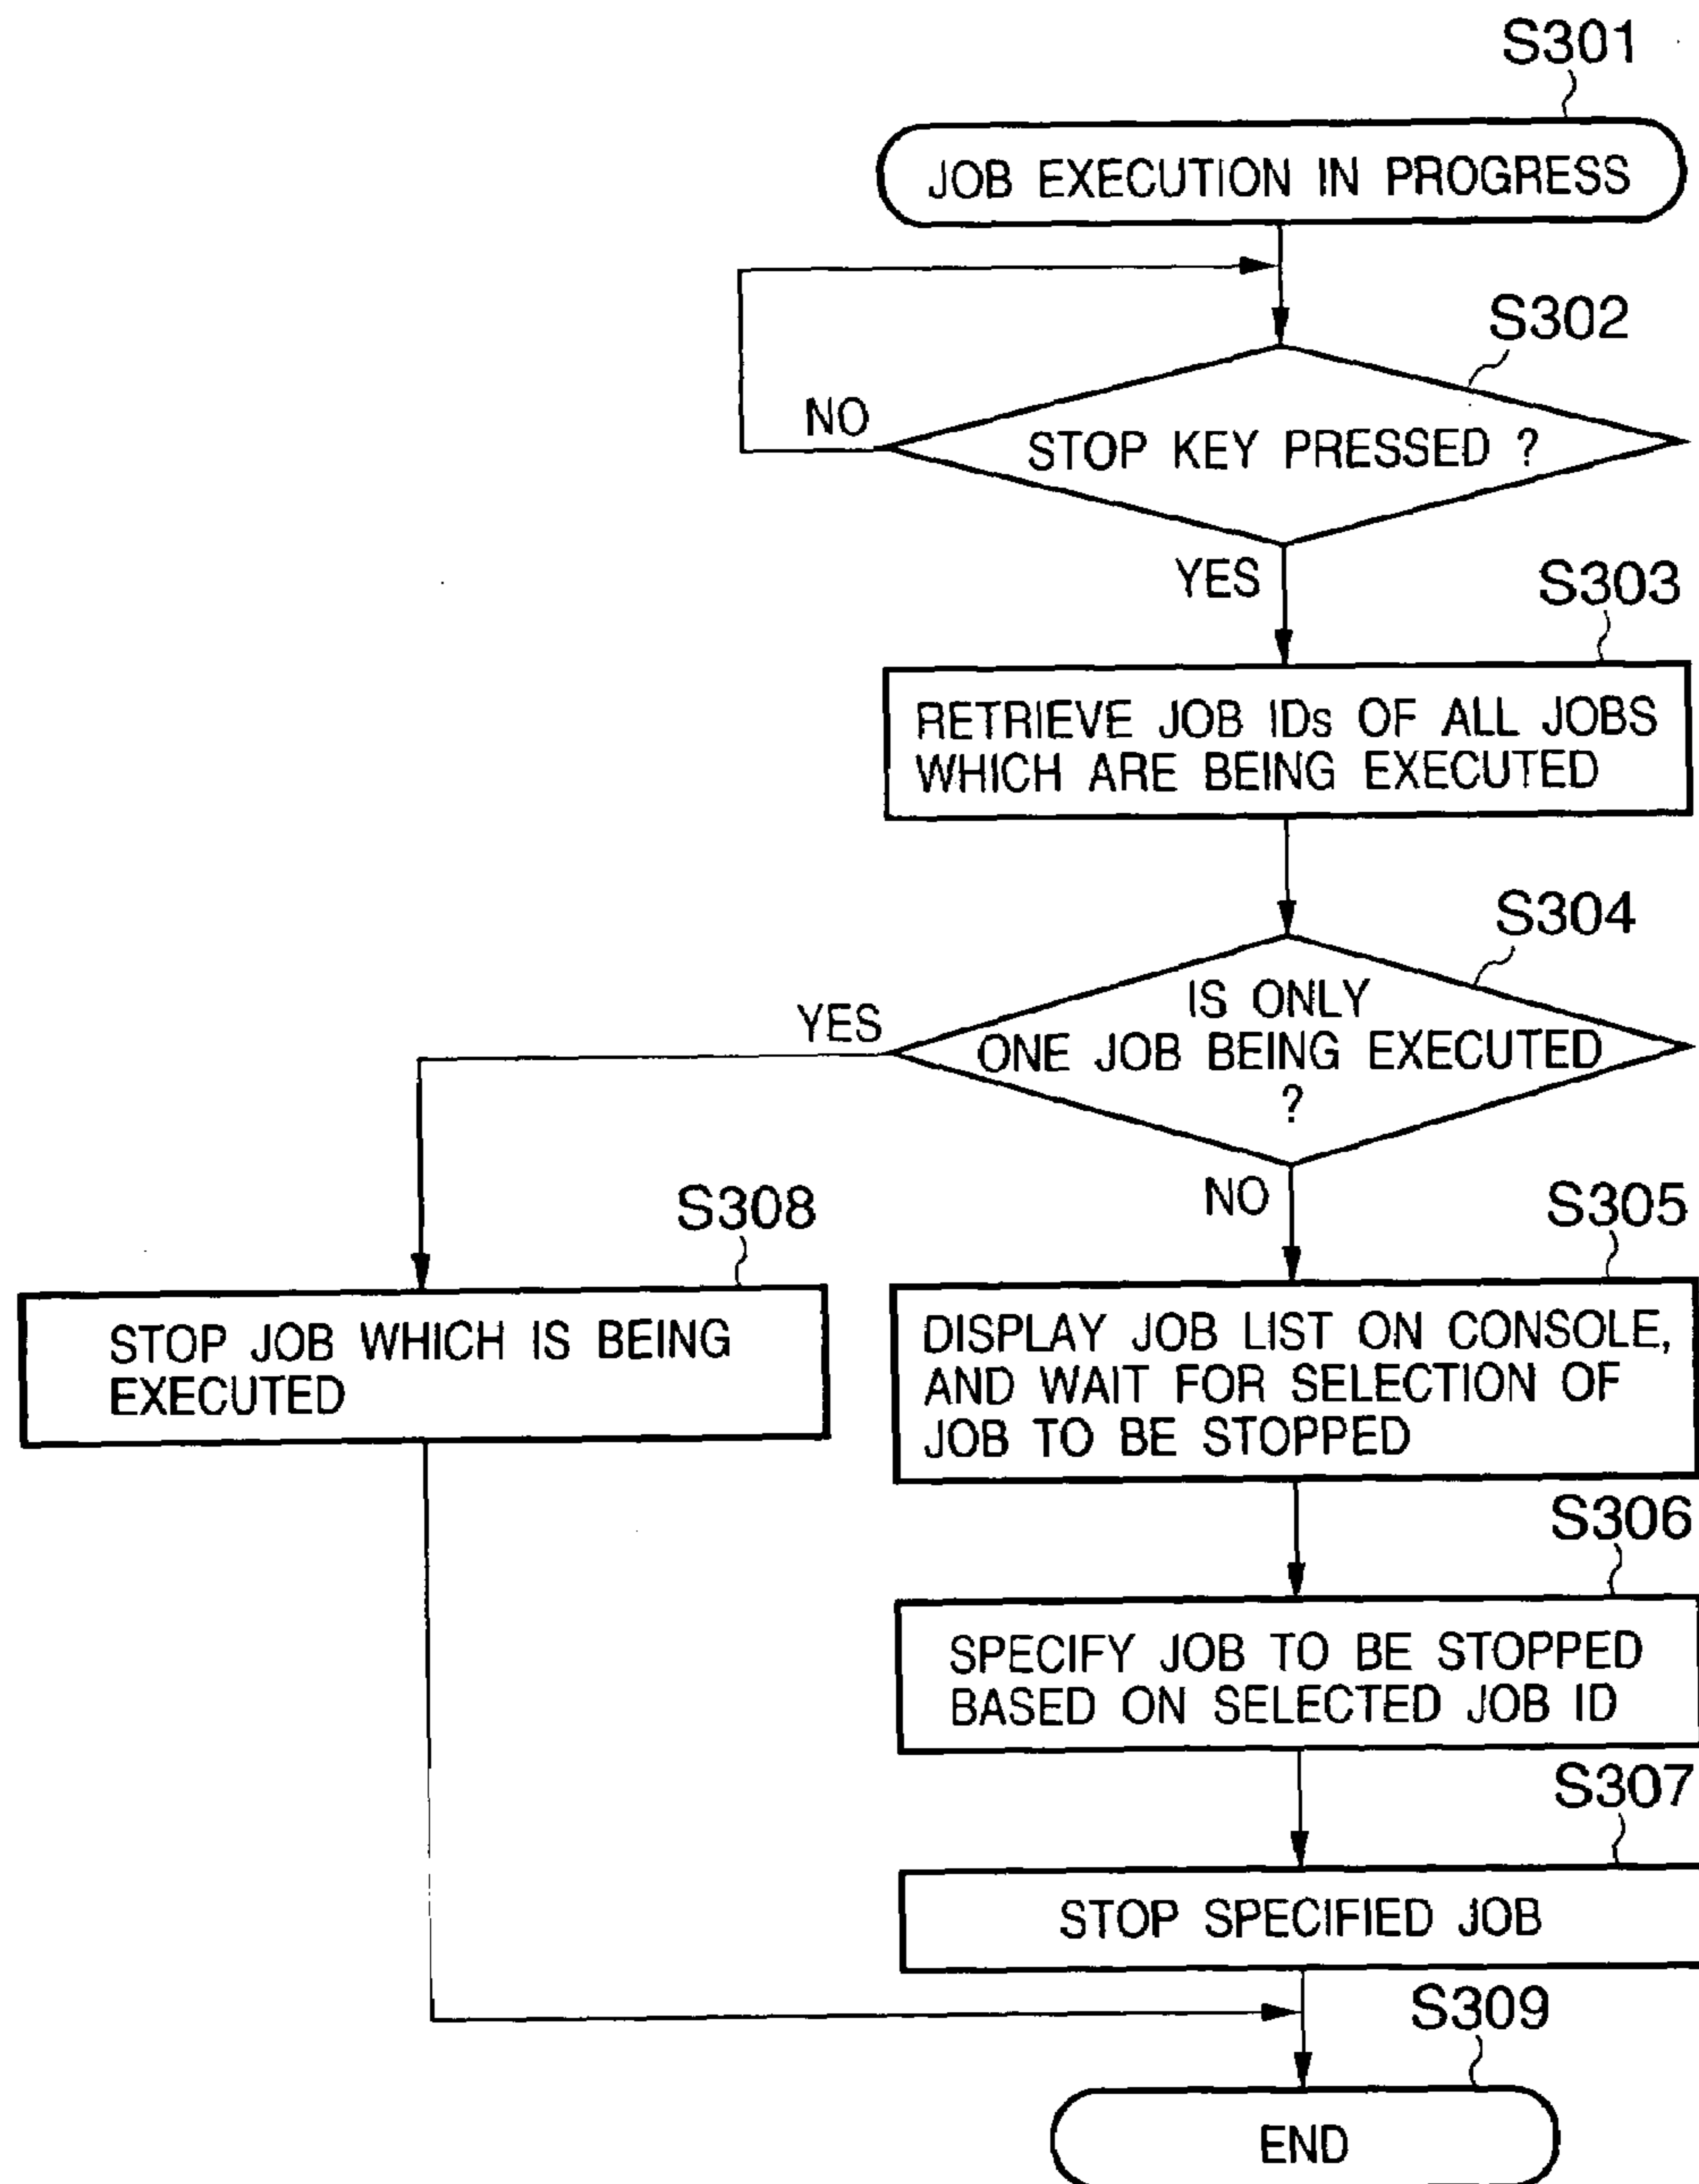 S301
JOB EXECUTION IN PROGRESS
S302
NO
STOP KEY PRESSED ?
YES
S303
RETRIEVE JOB IDs OF ALL JOBS
WHICH ARE BEING EXECUTED
S304
YES
IS ONLY
ONE JOB BEING EXECUTED
?
NO
S308
S305
STOP JOB WHICH IS BEING
EXECUTED
DISPLAY JOB LIST ON CONSOLE,
AND WAIT FOR SELECTION OF
JOB TO BE STOPPED
S306
SPECIFY JOB TO BE STOPPED
BASED ON SELECTED JOB ID
S307
STOP SPECIFIED JOB
S309
END